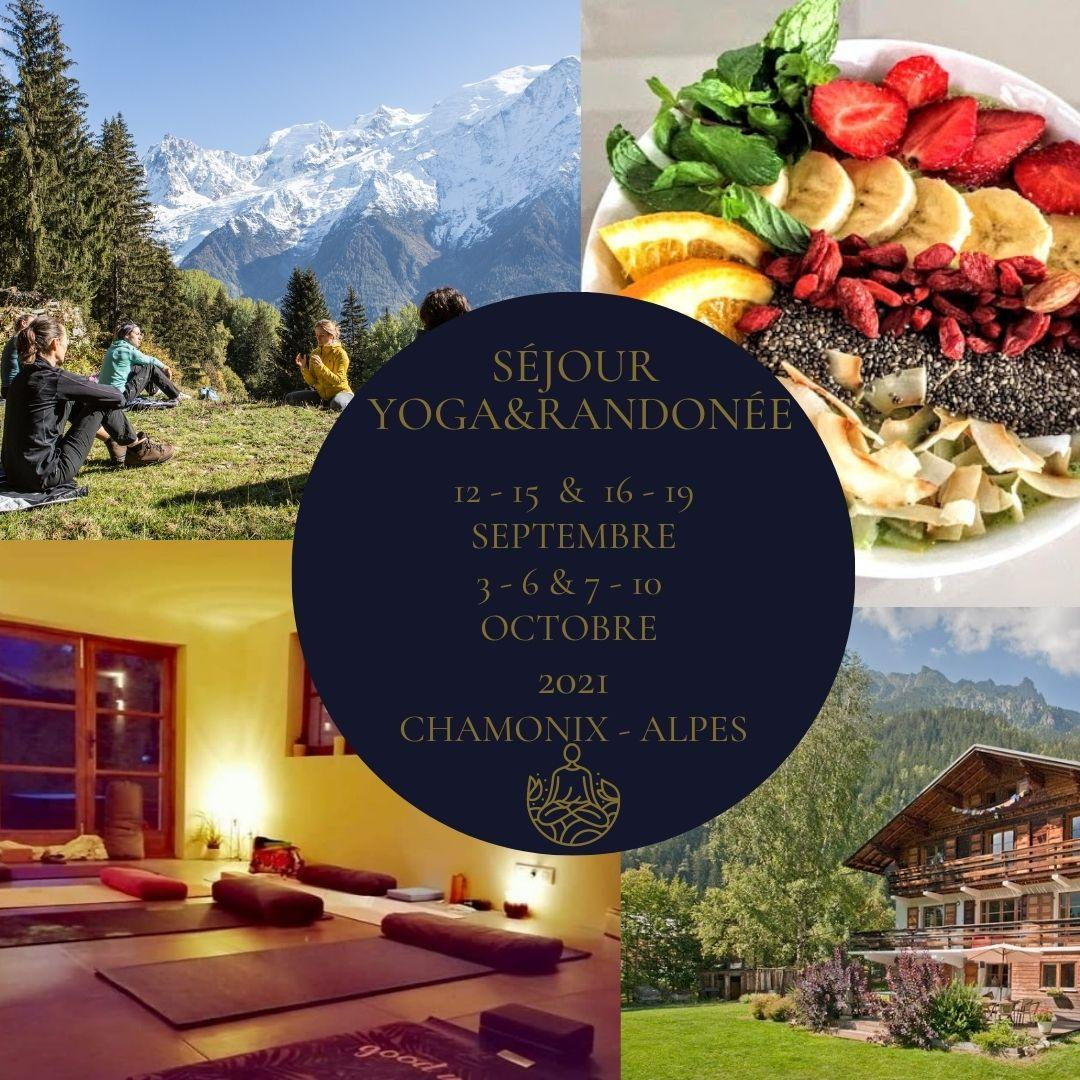 SÉJOUR
YOGA&RANDONÉE
12 - 15 & 16 - 19
SEPTEMBRE
3 - 6 & 7 - 10
OCTOBRE
2021
CHAMONIX - ALPES
good